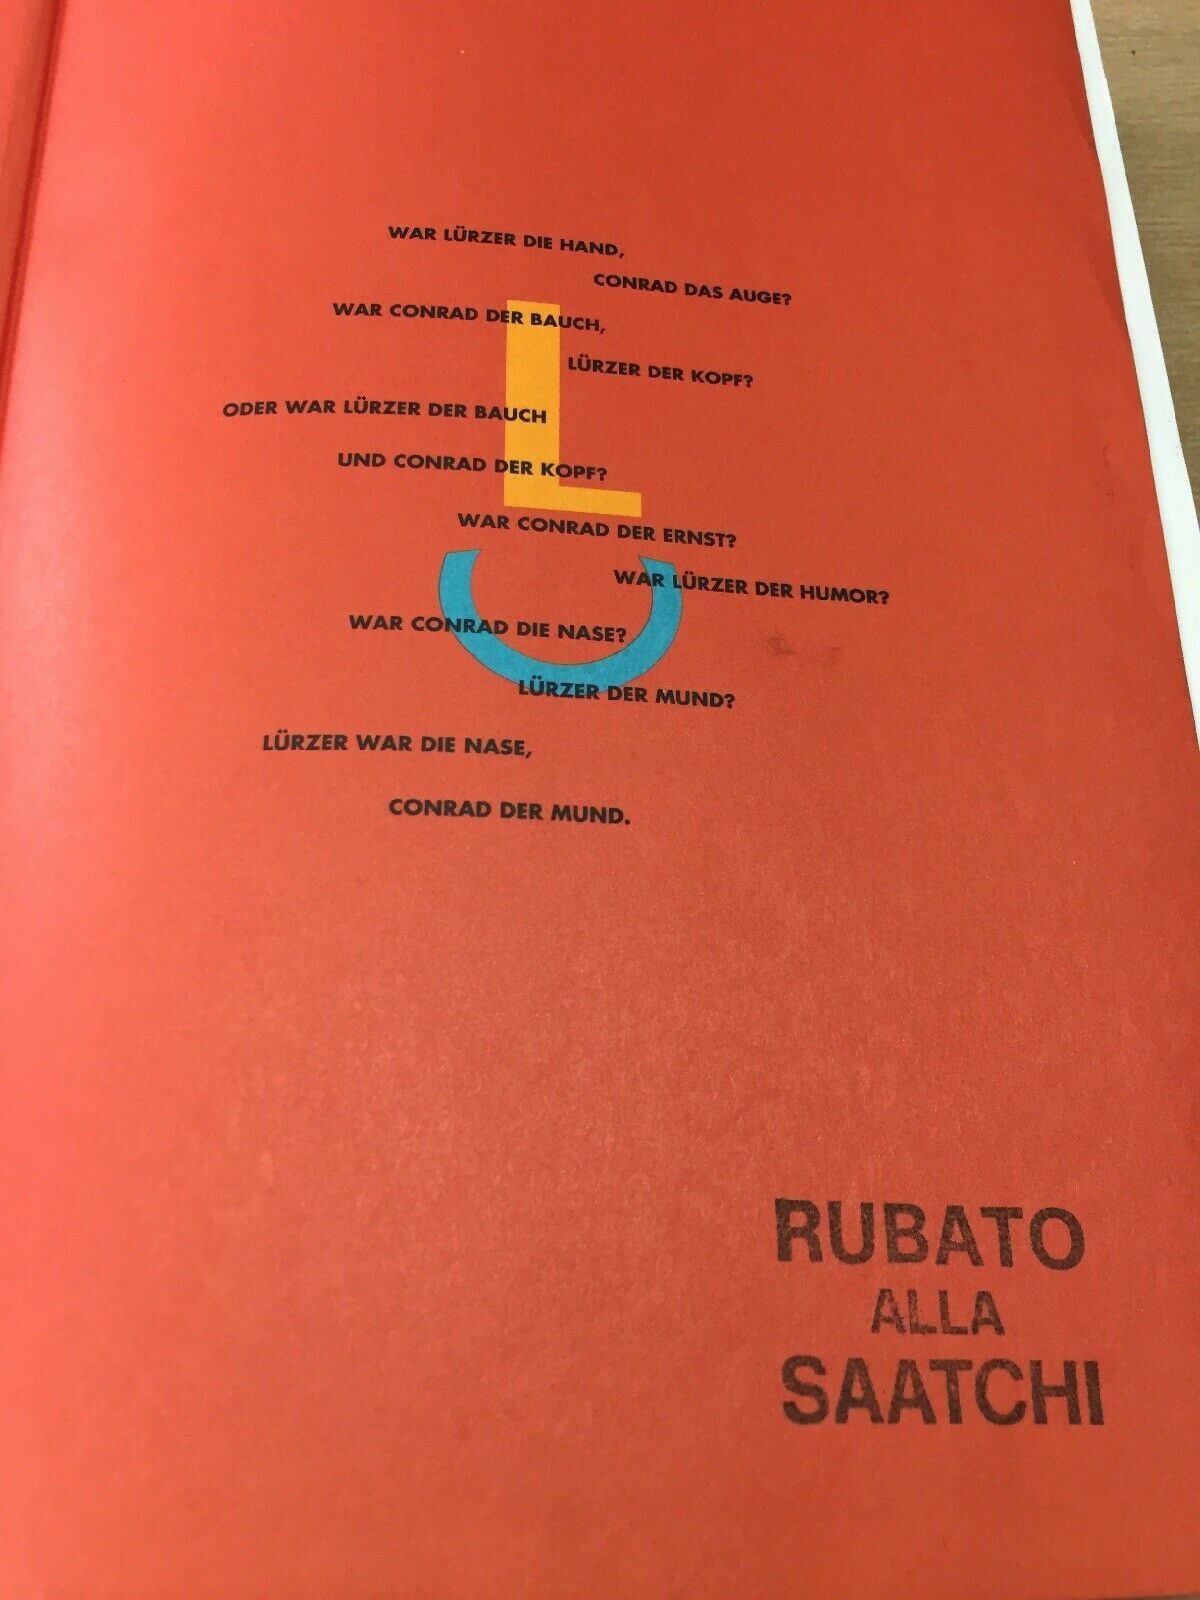 WAR LÜRZER DIE HAND,
CONRAD DAS AUGE?
WAR CONRAD DER BAUCH,
LÜRZER DER KOPF?
ODER WAR LÜRZER DER BAUCH
UND CONRAD DER KOPF?
WAR CONRAD DER ERNST?
WAR LÜRZER DER HUMOR?
WAR CONRAD DIE NASE?
LÜRZER DER MUND?
LÜRZER WAR DIE NASE,
CONRAD DER MUND.
L
C
RUBATO
ALLA
SAATCHI